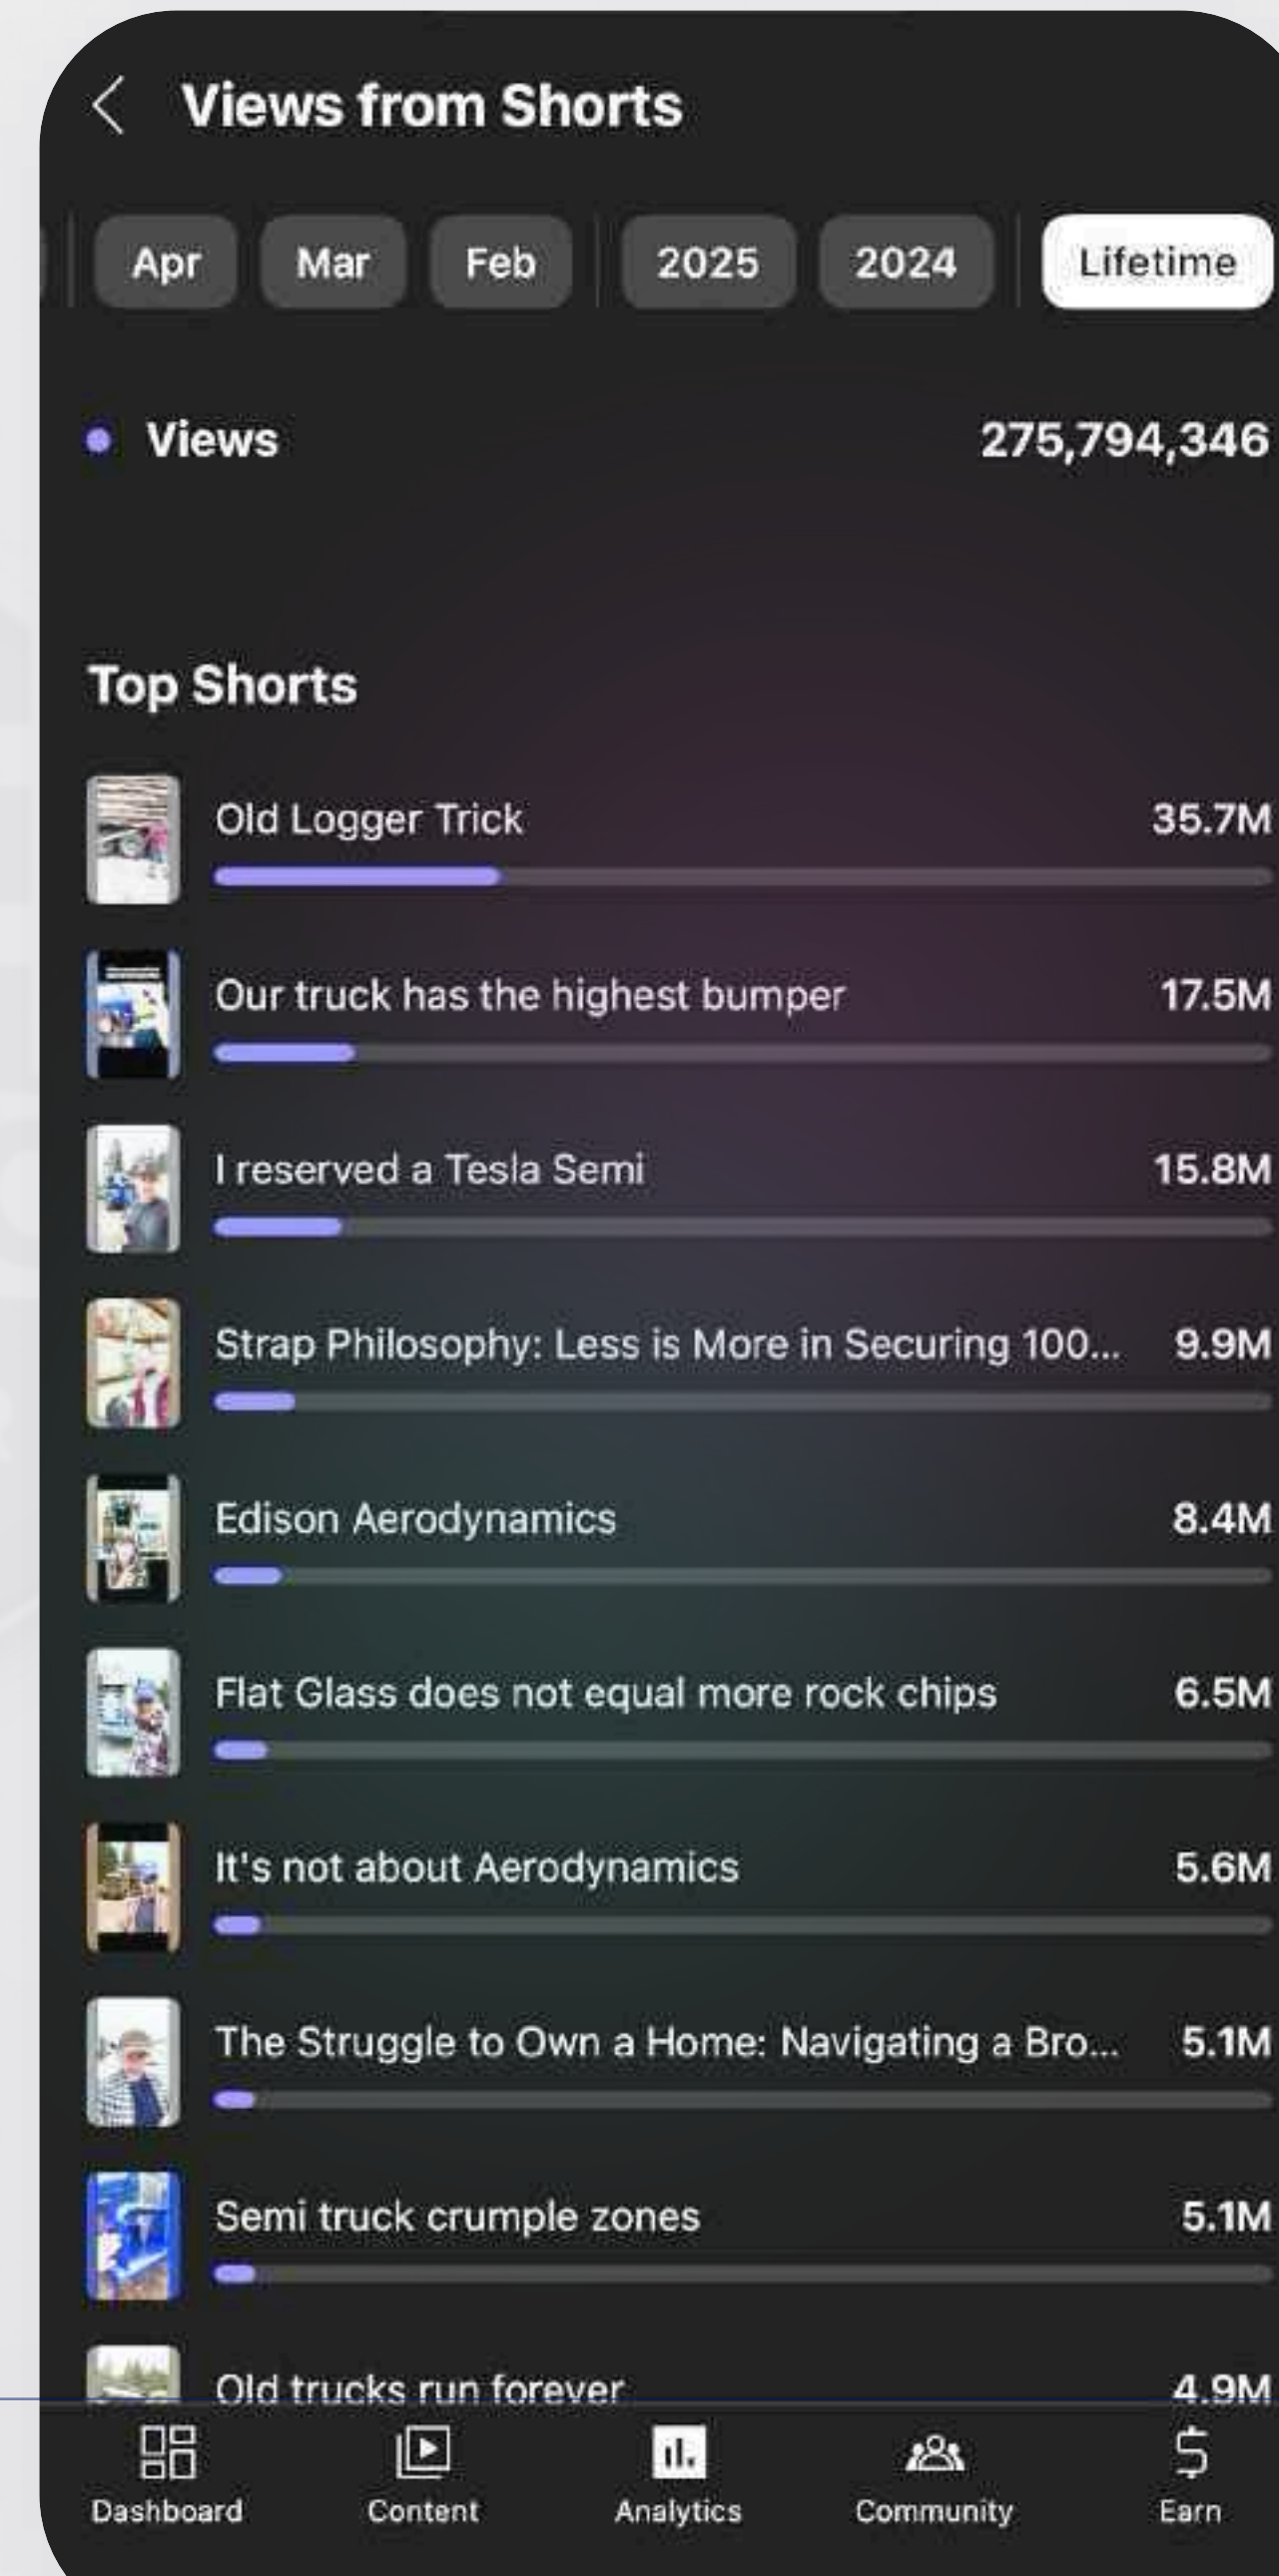 Views from Shorts
Apr Mar Feb 2025 2024 Lifetime
Views 275,794,346
Top Shorts
Old Logger Trick 35.7M
Our truck has the highest bumper 17.5M
I reserved a Tesla Semi 15.8M
Strap Philosophy: Less is More in Securing 100... 9.9M
Edison Aerodynamics 8.4M
Flat Glass does not equal more rock chips 6.5M
It's not about Aerodynamics 5.6M
The Struggle to Own a Home: Navigating a Bro... 5.1M
Semi truck crumple zones 5.1M
Old trucks run forever 4.9M
Dashboard Content Analytics Community Earn